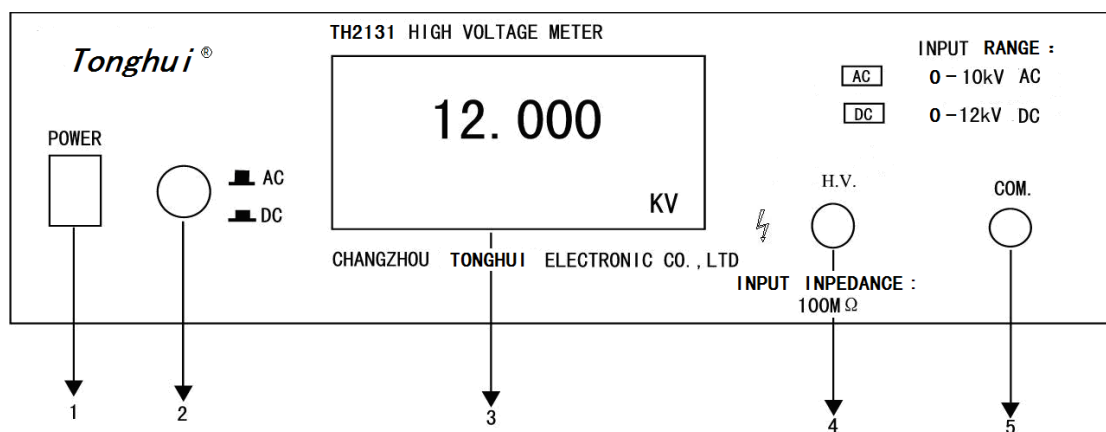 Tonghui®
TH2131 HIGH VOLTAGE METER
INPUT RANGE :
AC 0-10kV AC
DC 0-12kV DC
12.000
KV
POWER
AC
DC
H.V.
COM.
CHANGZHOU TONGHUI ELECTRONIC CO.,LTD
INPUT INPEDANCE :
100MΩ
1
2
3
4
5